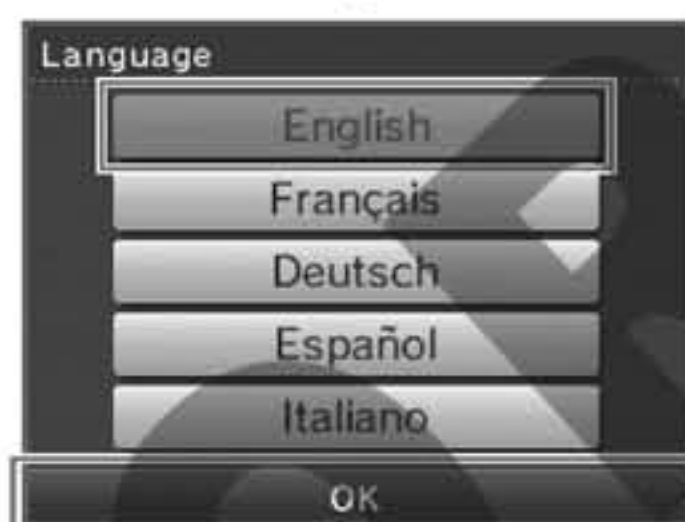 Language
English
Français
Deutsch
Español
Italiano
OK